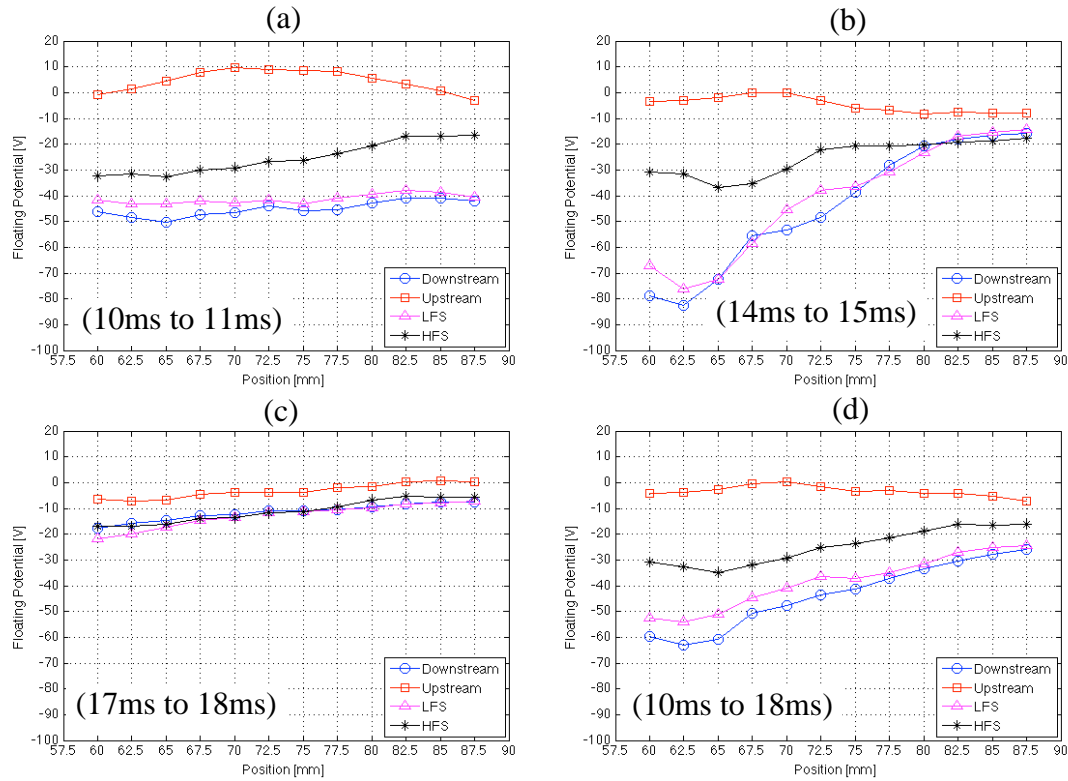 (a)
20
10
0
-10
-20
-30
-40
-50
-60
-70
-80
-90
-100
Floating Potential [V]
57.5 60 62.5 65 67.5 70 72.5 75 77.5 80 82.5 85 87.5 90
Position [mm]
Downstream
Upstream
LFS
HFS
(10ms to 11ms)
(b)
20
10
0
-10
-20
-30
-40
-50
-60
-70
-80
-90
-100
Floating Potential [V]
57.5 60 62.5 65 67.5 70 72.5 75 77.5 80 82.5 85 87.5 90
Position [mm]
Downstream
Upstream
LFS
HFS
(14ms to 15ms)
(c)
20
10
0
-10
-20
-30
-40
-50
-60
-70
-80
-90
-100
Floating Potential [V]
57.5 60 62.5 65 67.5 70 72.5 75 77.5 80 82.5 85 87.5 90
Position [mm]
Downstream
Upstream
LFS
HFS
(17ms to 18ms)
(d)
20
10
0
-10
-20
-30
-40
-50
-60
-70
-80
-90
-100
Floating Potential [V]
57.5 60 62.5 65 67.5 70 72.5 75 77.5 80 82.5 85 87.5 90
Position [mm]
Downstream
Upstream
LFS
HFS
(10ms to 18ms)